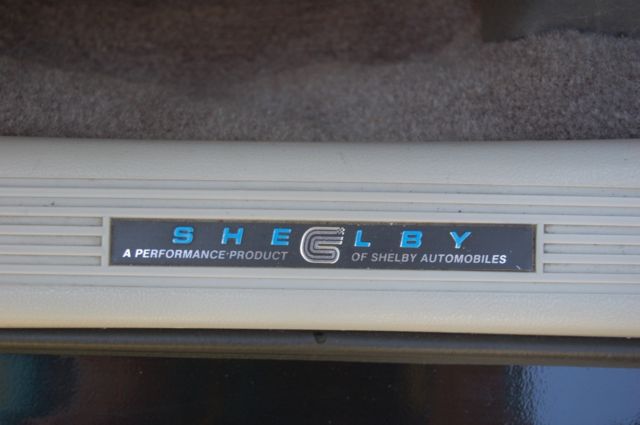 SHELBY
A PERFORMANCE PRODUCT OF SHELBY AUTOMOBILES